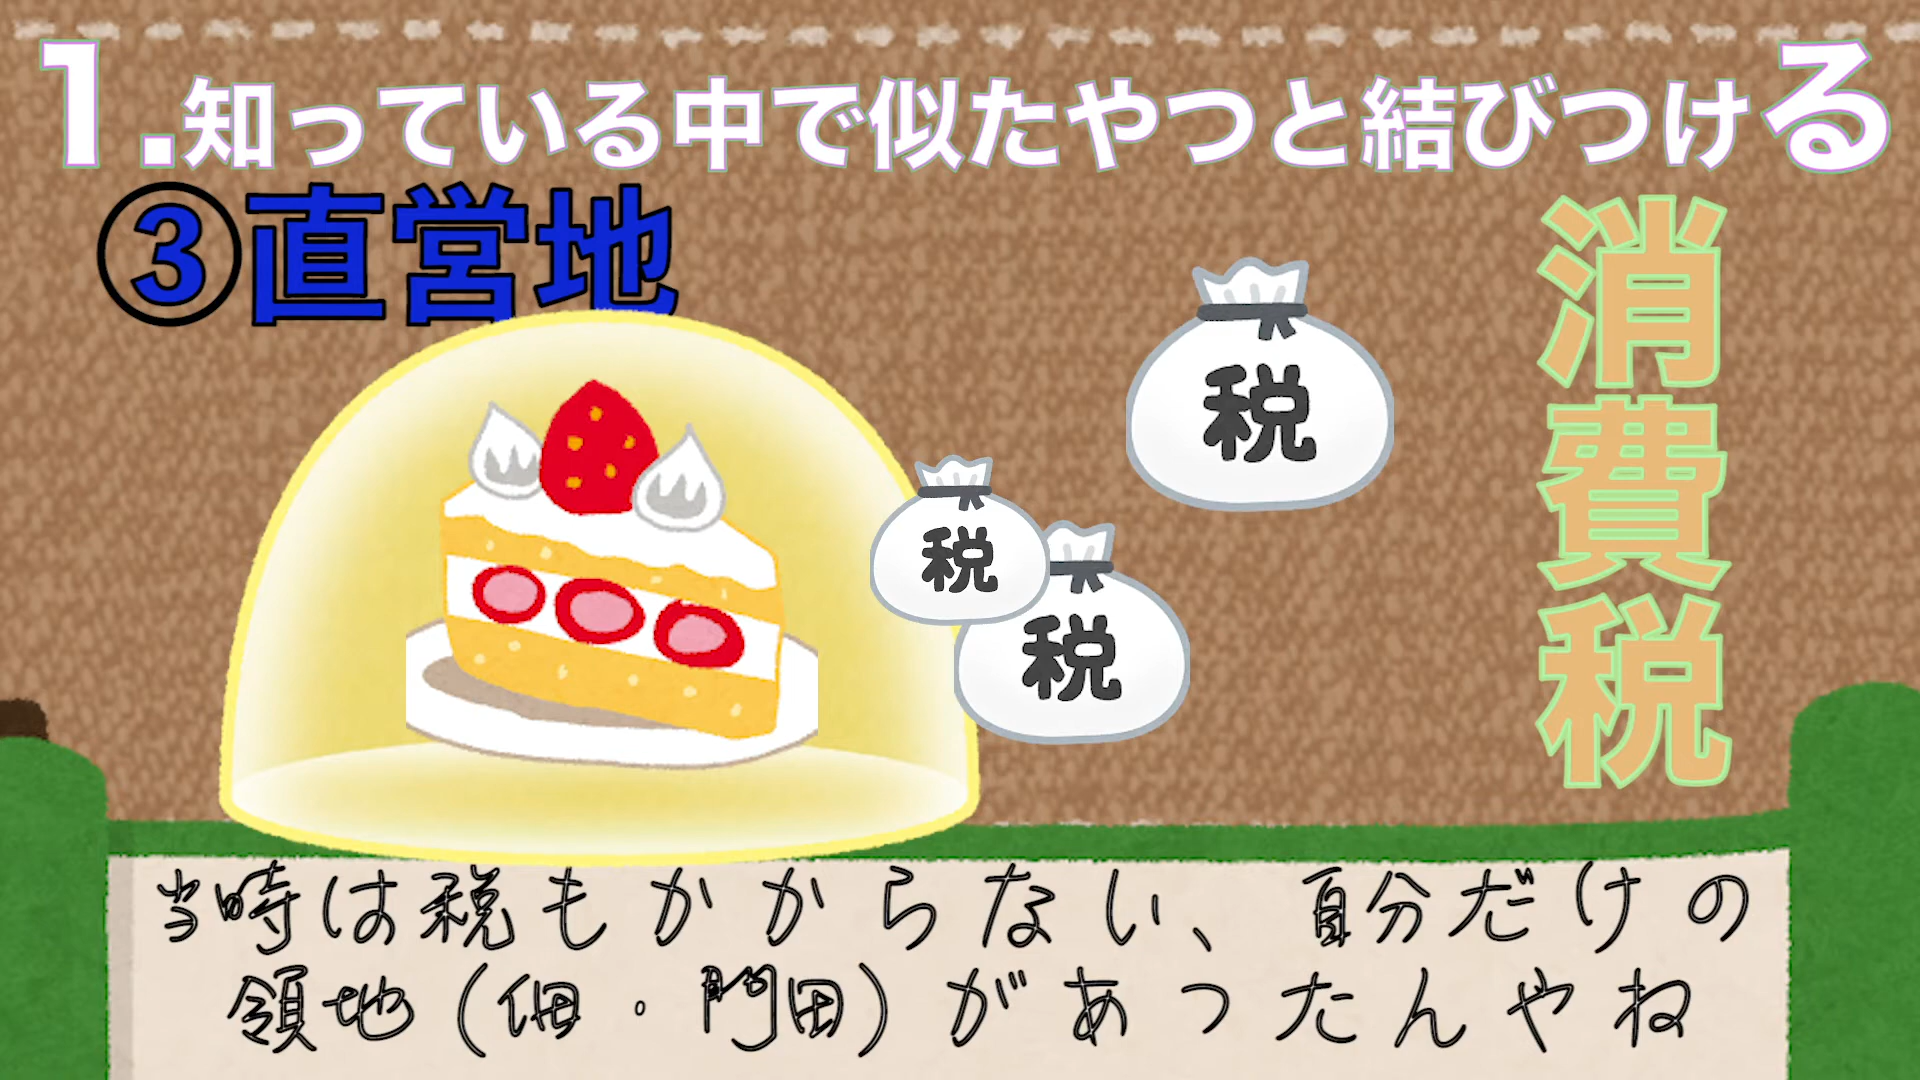 1.知っている中で似たやつと結びつける
③直営地
消費税
税
税
税
当時は税もかからない、自分だけの
領地(佃・門田)があったんやね